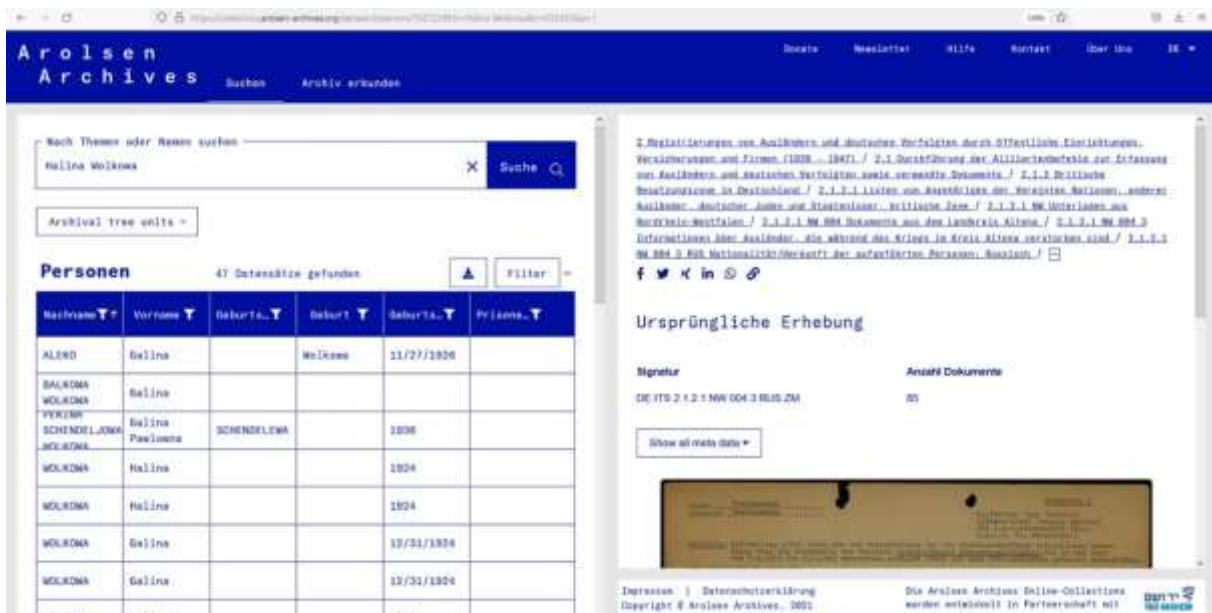 Arolsen
Archives
Suchen
Archiv erkunden
Donate
Newsletter
Hilfe
Kontakt
Über Uns
DE
Nach Themen oder Namen suchen
Halina Wolkowa
Suche
Archival tree units
Personen
47 Datensätze gefunden
Filter
Nachname Vorname Geburts… Geburt Geburts… Prisone…
ALEKO Galina Wolkowa 11/27/1926
BALKOWA
WOLKOWA
Galina
SCHENDELJOWA
WOLKOWA
Galina
Pawlowna
SCHENDELEWA
WOLKOWA Halina 1924
WOLKOWA Halina 1924
WOLKOWA Galina 12/31/1924
WOLKOWA Galina 12/31/1924
2 Registrierungen von Ausländern und deutschen Verfolgten durch öffentliche Einrichtungen,
Versicherungen und Firmen (1939 - 1947) / 2.1 Durchführung der Alliiertenbefehle zur Erfassung
von Ausländern und deutschen Verfolgten sowie verwandte Dokumente / 2.1.2 Britische
Besatzungszone in Deutschland / 2.1.2.1 Listen von Angehörigen der Vereinten Nationen, anderer
Ausländer, deutscher Juden und Staatenloser, britische Zone / 2.1.2.1 NW Unterlagen aus
Nordrhein-Westfalen / 2.1.2.1 NW 004 Dokumente aus dem Landkreis Altena / 2.1.2.1 NW 004 3
Informationen über Ausländer, die während des Kriegs im Kreis Altena verstorben sind / 2.1.2.1
NW 004 3 RUS Nationalität/Herkunft der aufgeführten Personen: Russisch /
Ursprüngliche Erhebung
Signatur
Anzahl Dokumente
DE ITS 2.1.2.1 NW 004 3 RUS ZM
85
Show all meta data
Impressum | Datenschutzerklärung
Copyright © Arolsen Archives, 2021
Die Arolsen Archives Online-Collections
wurden entwickelt in Partnerschaft mit
יד ושם